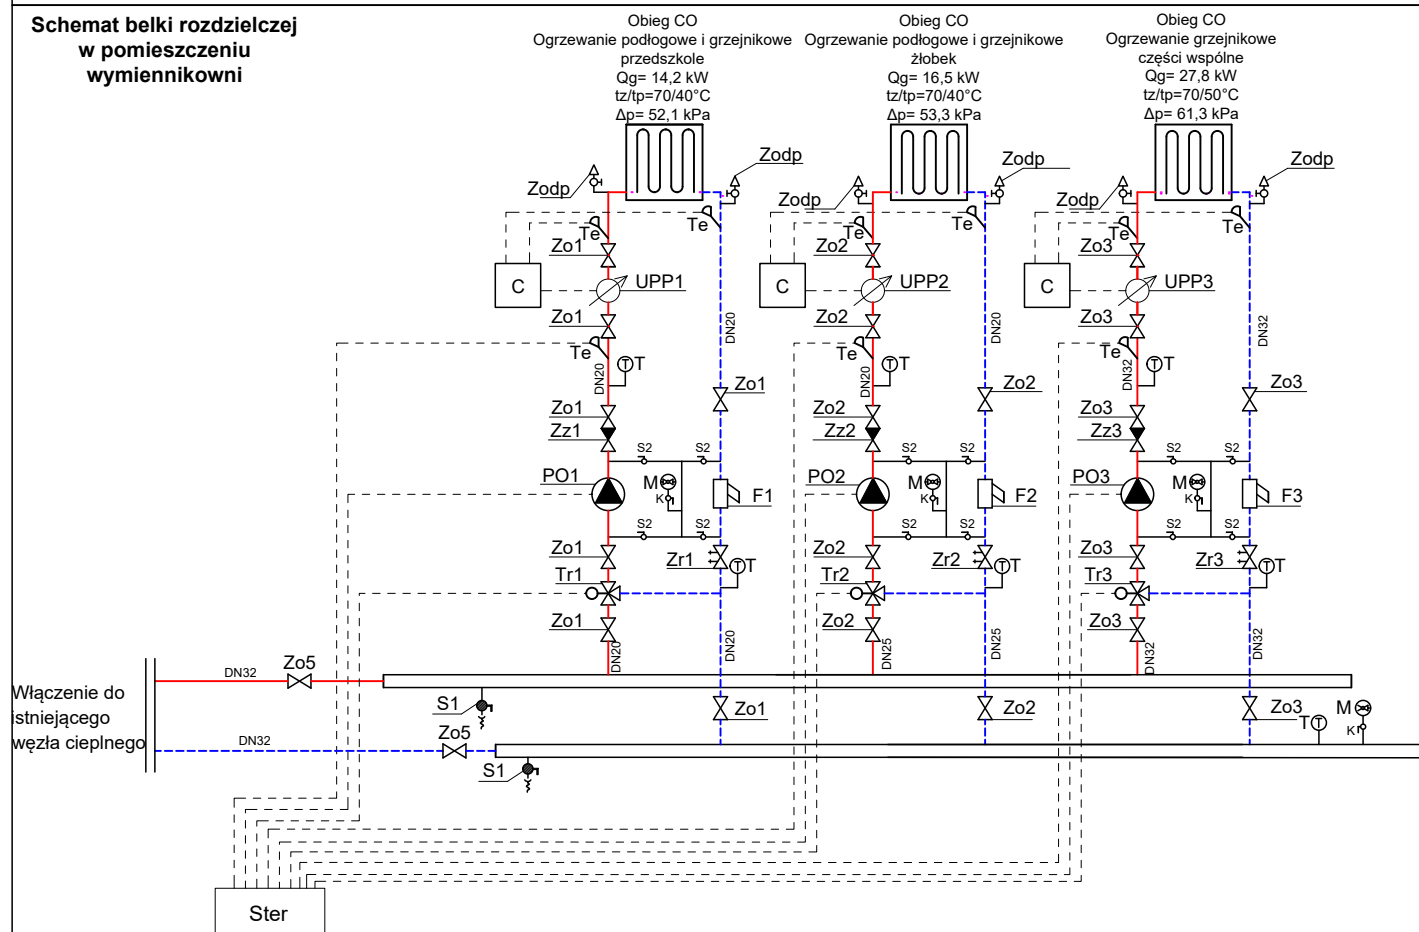 Schemat belki rozdzielczej
w pomieszczeniu
wymiennikowni
Obieg CO
Ogrzewanie podłogowe i grzejnikowe
przedszkole
Qg= 14,2 kW
tz/tp=70/40°C
Δp= 52,1 kPa
Obieg CO
Ogrzewanie podłogowe i grzejnikowe
żłobek
Qg= 16,5 kW
tz/tp=70/40°C
Δp= 53,3 kPa
Obieg CO
Ogrzewanie grzejnikowe
części wspólne
Qg= 27,8 kW
tz/tp=70/50°C
Δp= 61,3 kPa
Zodp
Zodp
Te
Te
Zo1
C
UPP1
Zo1
Te
T
T
DN20
DN20
Zo1
Zo1
Zz1
S2
S2
PO1
M
K
F1
S2
S2
Zo1
Zr1
T
T
Tr1
Zo1
DN20
DN20
Zo1
Zodp
Zodp
Te
Te
Zo2
C
UPP2
Zo2
Te
T
T
DN20
DN20
Zo2
Zo2
Zz2
S2
S2
PO2
M
K
F2
S2
S2
Zo2
Zr2
T
T
Tr2
Zo2
DN25
DN25
Zo2
Zodp
Zodp
Te
Te
Zo3
C
UPP3
Zo3
Te
T
T
DN32
DN32
Zo3
Zo3
Zz3
S2
S2
PO3
M
K
F3
S2
S2
Zo3
Zr3
T
T
Tr3
Zo3
DN32
DN32
Zo3
T
T
M
K
Włączenie do
istniejącego
węzła cieplnego
DN32
Zo5
S1
DN32
Zo5
S1
Ster